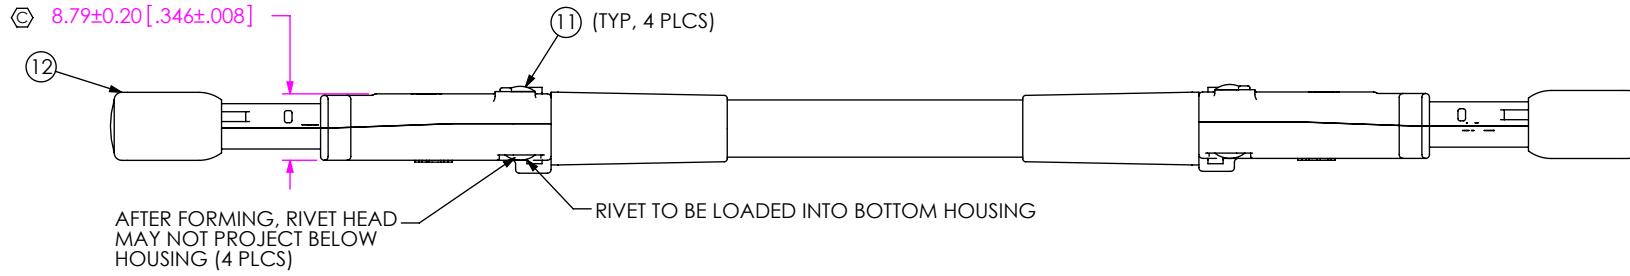 C 8.79±0.20 [.346±.008]
11 (TYP, 4 PLCS)
12
AFTER FORMING, RIVET HEAD
MAY NOT PROJECT BELOW
HOUSING (4 PLCS)
RIVET TO BE LOADED INTO BOTTOM HOUSING